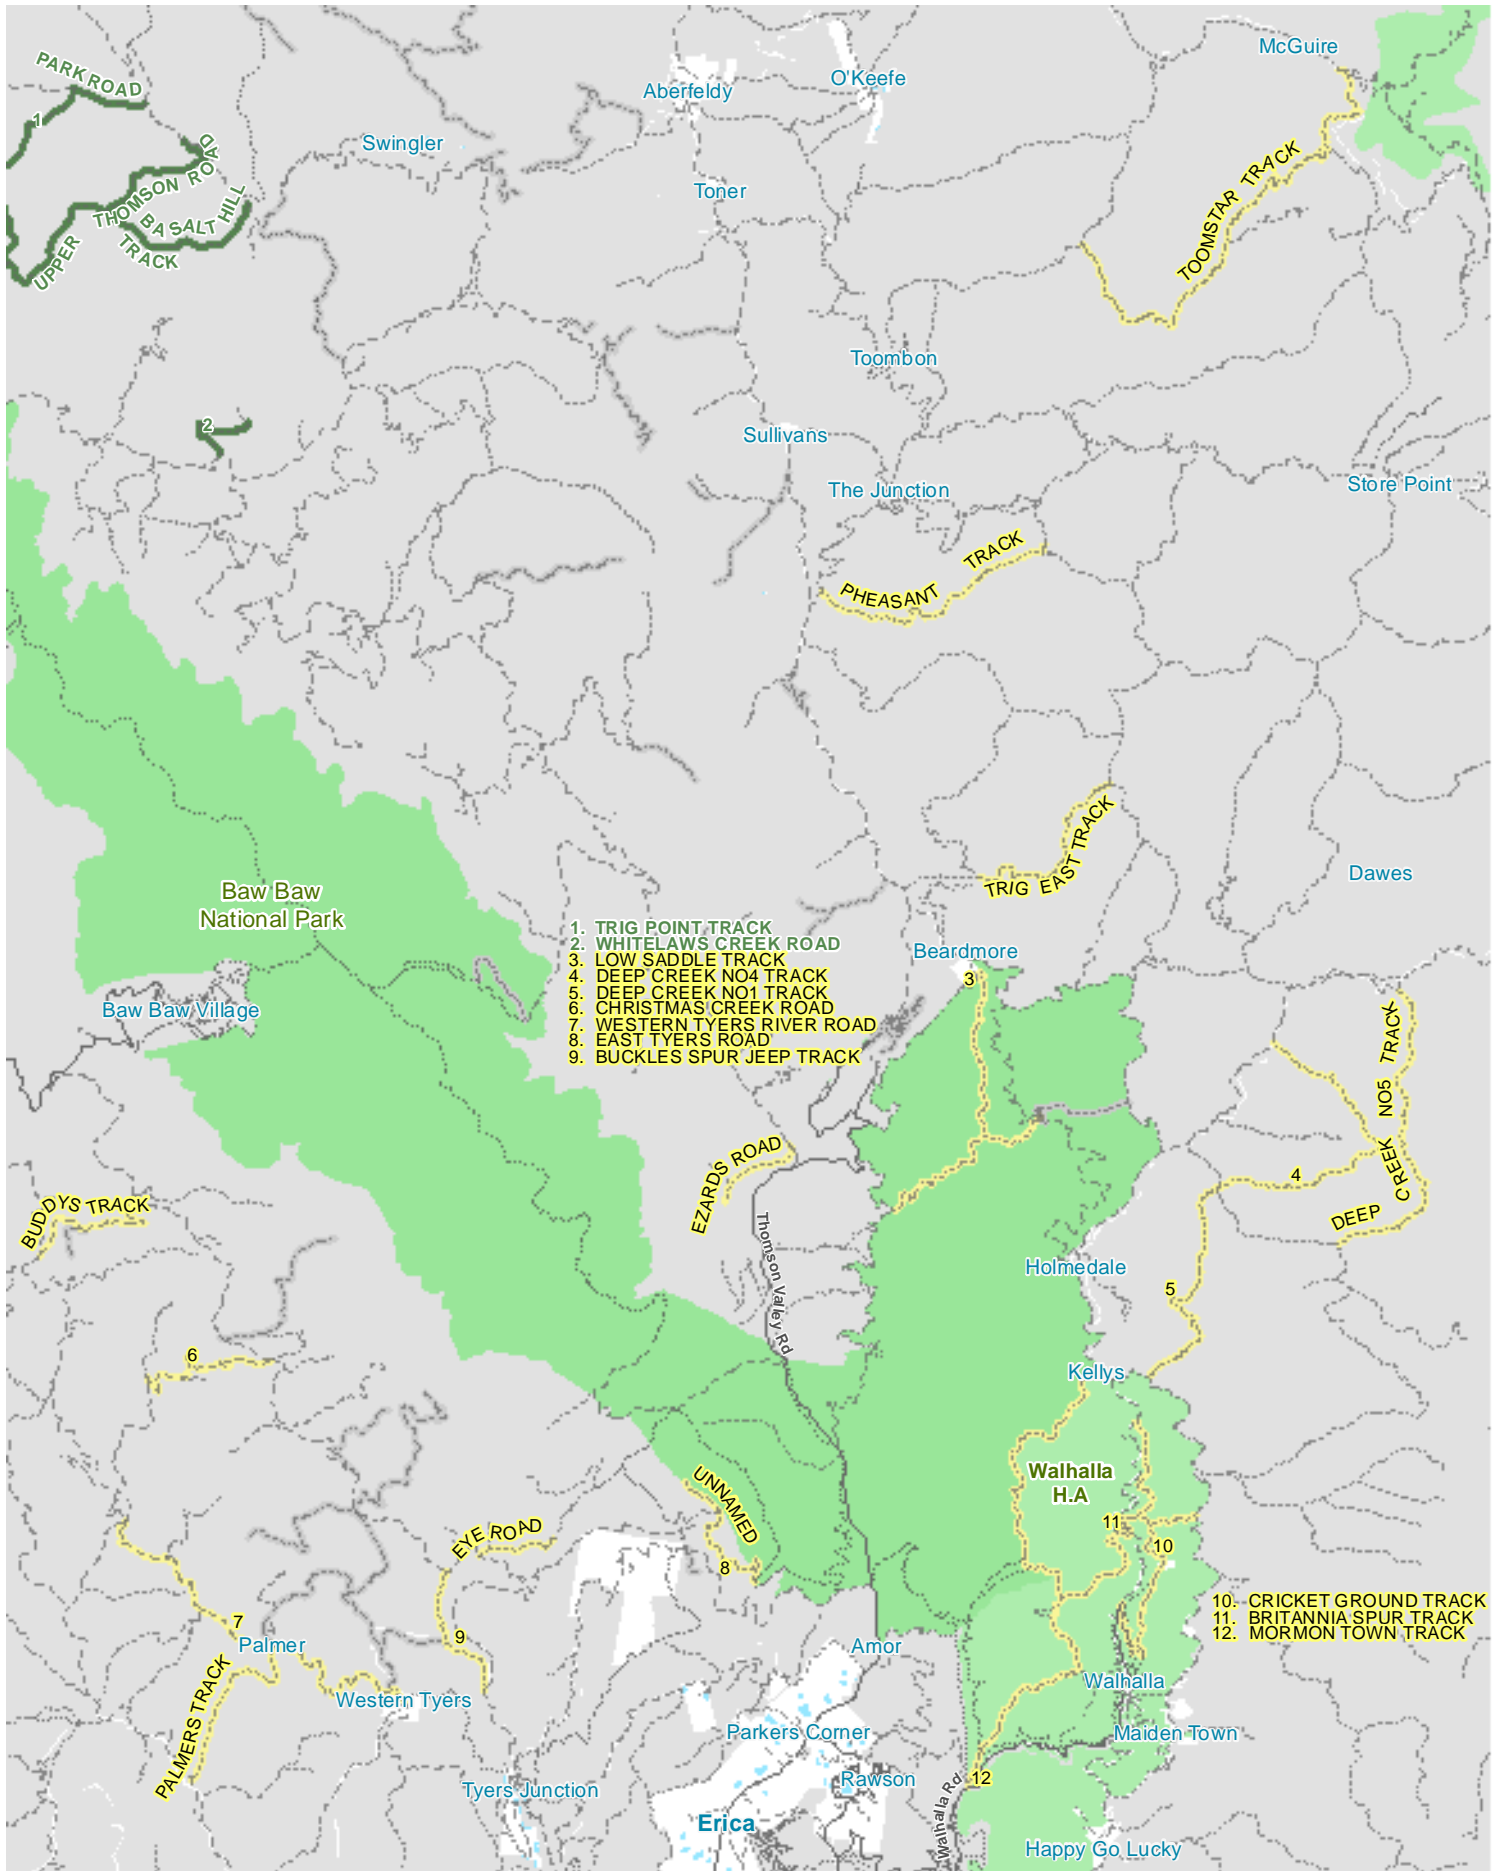 McGuire
PARK ROAD
O'Keefe
Aberfeldy
1
Swingler
THOMSON ROAD
UPPER
BASALT HILL
TRACK
Toner
TOOMSTAR TRACK
Toombon
2
Sullivans
Store Point
The Junction
PHEASANT TRACK
TRIG EAST TRACK
Dawes
Baw Baw
National Park
1. TRIG POINT TRACK
2. WHITELAWS CREEK ROAD
3. LOW SADDLE TRACK
4. DEEP CREEK NO4 TRACK
5. DEEP CREEK NO1 TRACK
6. CHRISTMAS CREEK ROAD
7. WESTERN TYERS RIVER ROAD
8. EAST TYERS ROAD
9. BUCKLES SPUR JEEP TRACK
Beardmore
3
Baw Baw Village
DEEP CREEK NO5 TRACK
EZARDS ROAD
4
BUDDYS TRACK
Thomson Valley Rd
Holmedale
5
6
Kellys
Walhalla
H.A
UNNAMED
11
EYE ROAD
10
8
10. CRICKET GROUND TRACK
11. BRITANNIA SPUR TRACK
12. MORMON TOWN TRACK
7
9
Palmer
Amor
PALMERS TRACK
Western Tyers
Walhalla
Parkers Corner
Maiden Town
Tyers Junction
Rawson
12
Walhalla Rd
Erica
Happy Go Lucky